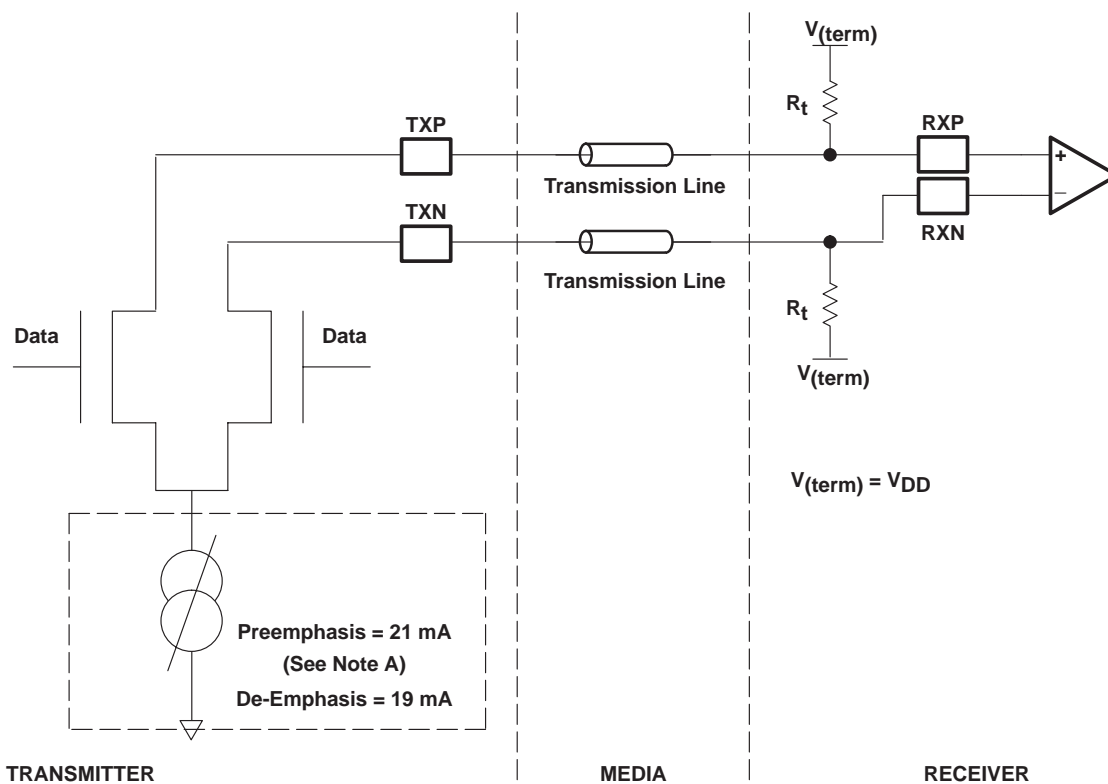 V(term)
Rt
TXP
RXP
+
Transmission Line
TXN
−
RXN
Transmission Line
Rt
Data
Data
V(term)
V(term) = VDD
Preemphasis = 21 mA
(See Note A)
De-Emphasis = 19 mA
TRANSMITTER
MEDIA
RECEIVER